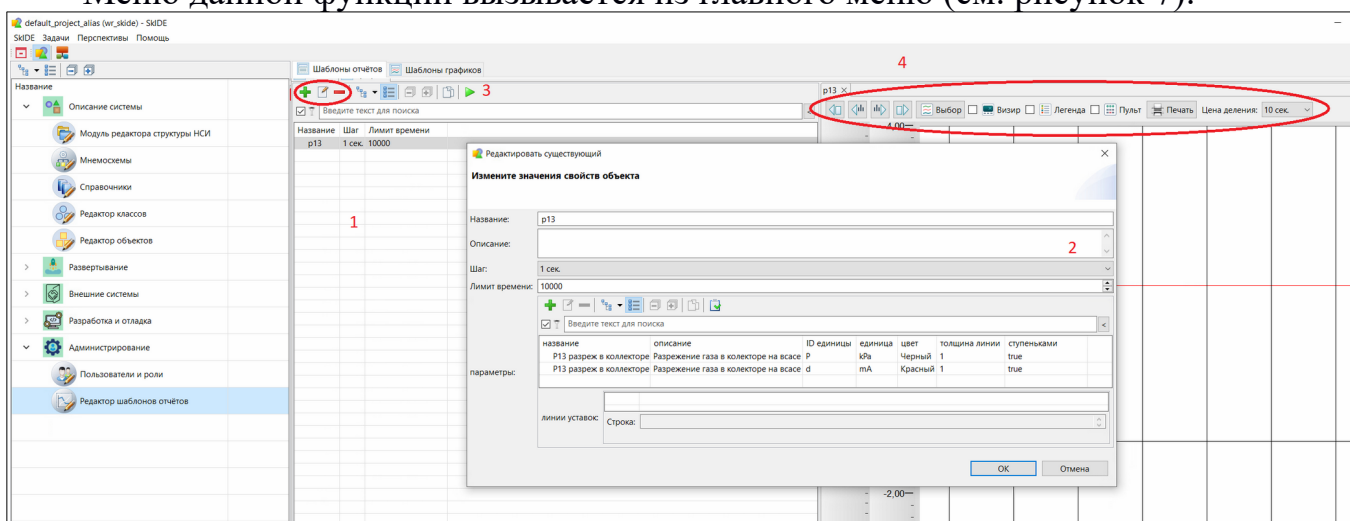 Меню данной функции вызывается из главного меню (см. рисунок 7).
default_project_alias (wr_skide) - SkIDE
SkIDE Задачи Перспективы Помощь
Шаблоны отчётов Шаблоны графиков
4
3
p13
Название
Введите текст для поиска
Выбор Визир Легенда Пульт Печать Цена деления: 10 сек.
Описание системы
Название Шаг Лимит времени
4,00
p13 1 сек. 10000
Модуль редактора структуры НСИ
Мнемосхемы
Справочники
Редактор классов
Редактор объектов
Развертывание
Внешние системы
Разработка и отладка
Администрирование
Пользователи и роли
Редактор шаблонов отчётов
1
Редактировать существующий
Измените значения свойств объекта
Название: p13
Описание:
2
Шаг: 1 сек.
Лимит времени: 10000
Введите текст для поиска
название описание ID единицы единица цвет толщина линии ступеньками
P13 разреж в коллекторе Разрежение газа в колекторе на всасе P kPa Черный 1 true
P13 разреж в коллекторе Разрежение газа в колекторе на всасе d mA Красный 1 true
параметры:
линии уставок:
Строка:
OK Отмена
-2,00